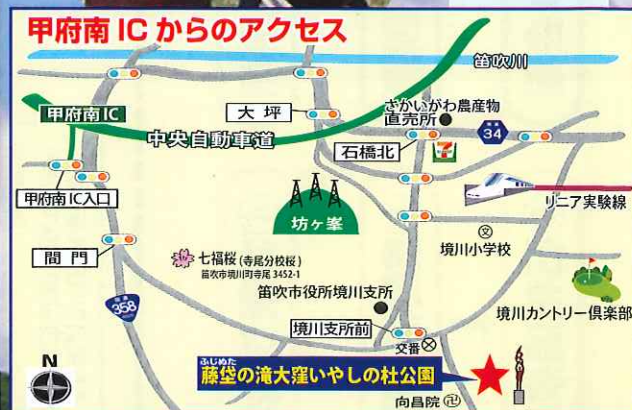 甲府南ICからのアクセス
笛吹川
さかいがわ農産物
直売所
大坪
甲府南IC
中央自動車道
34
石橋北
7
甲府南IC入口
リニア実験線
坊ヶ峯
文
境川小学校
間門
七福桜(寺尾分校桜)
笛吹市境川町寺尾3452-1
笛吹市役所境川支所
境川カントリー倶楽部
358
境川支所前
交番
N
ふじぬた
藤垈の滝大窪いやしの杜公園
向昌院